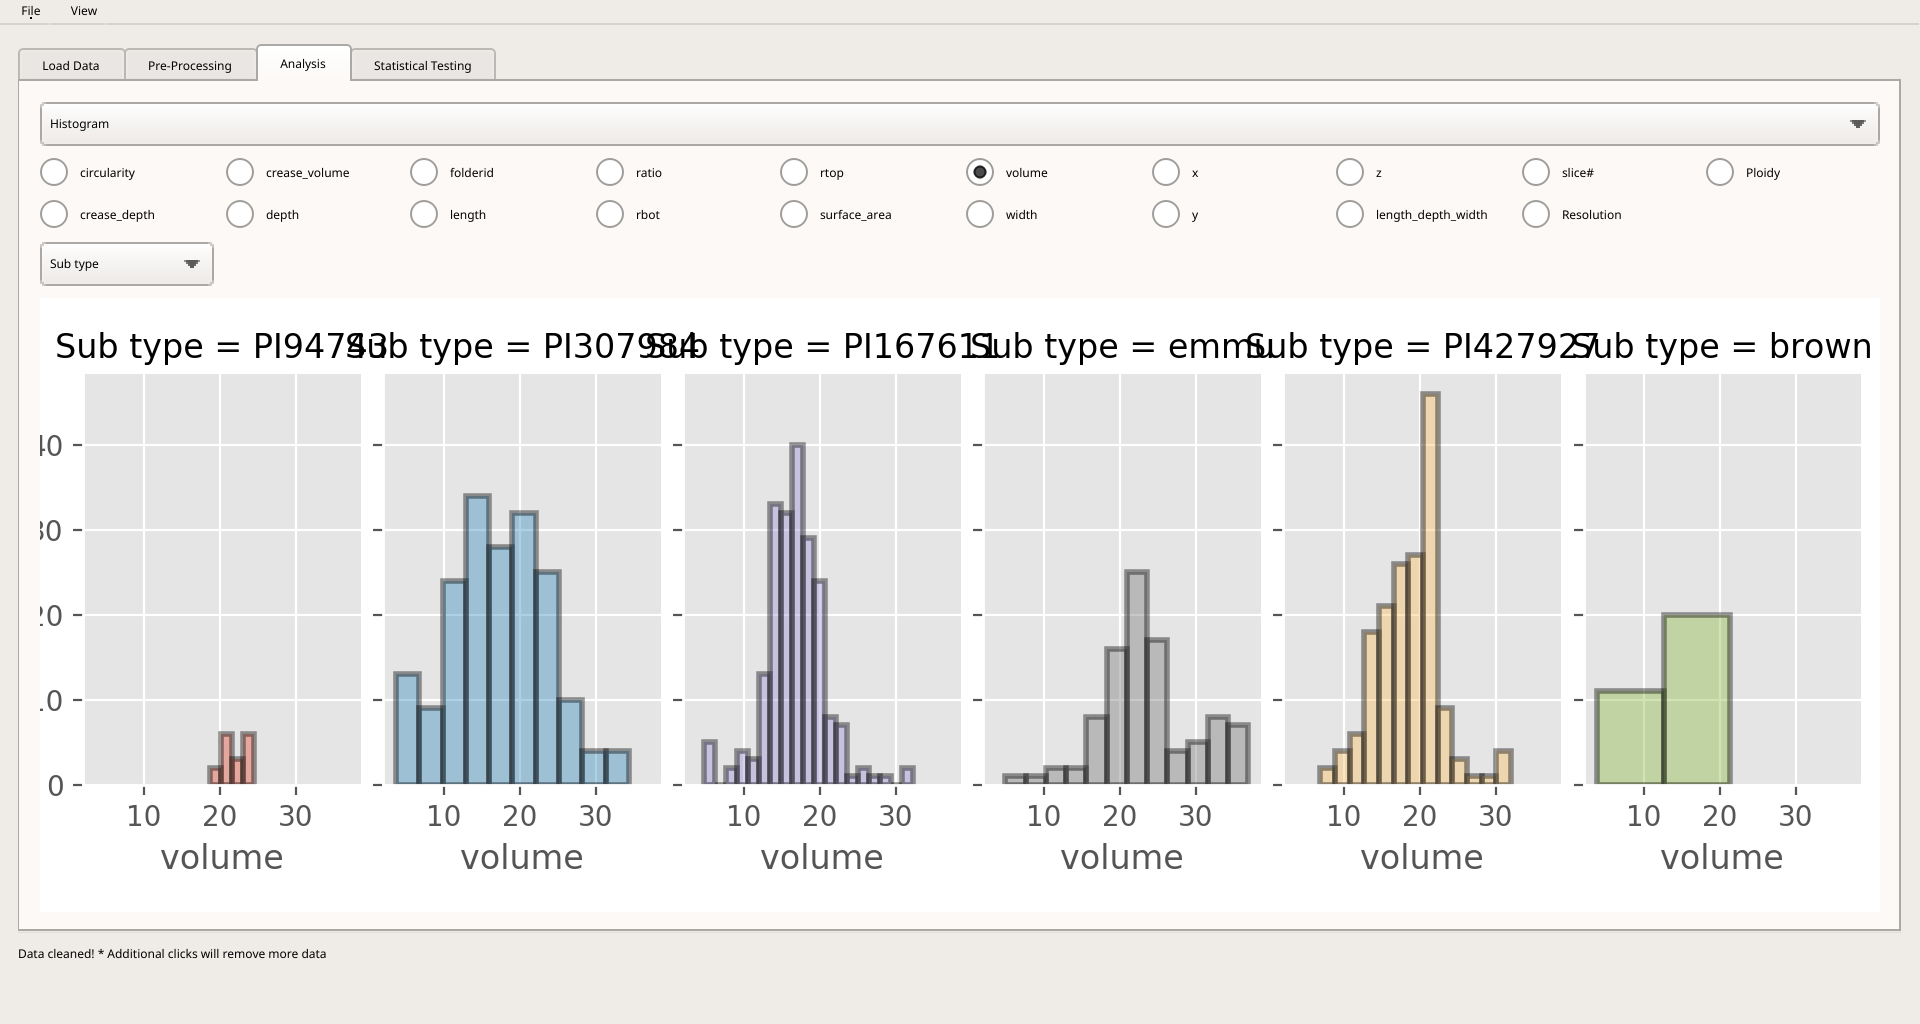 File View
Load Data Pre-Processing Analysis Statistical Testing
Histogram
circularity crease_volume folderid ratio rtop volume x z slice# Ploidy
crease_depth depth length rbot surface_area width y length_depth_width Resolution
Sub type
Sub type = PI94743 Sub type = PI307984 Sub type = PI167611 Sub type = Sub type = PI427927 Sub type = brown
40
30
20
10
0
10 20 30 10 20 30 10 20 30 10 20 30 10 20 30 10 20 30
volume volume volume volume volume volume
Data cleaned! * Additional clicks will remove more data